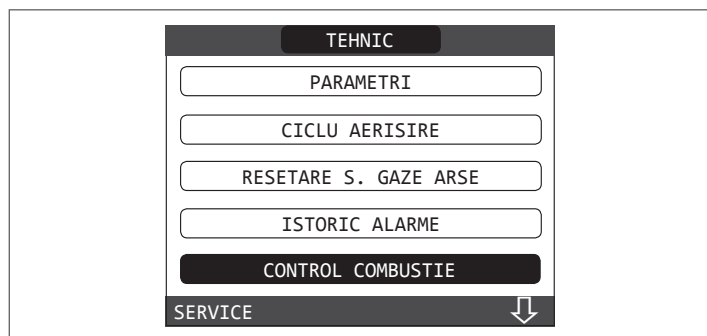 TEHNIC
PARAMETRI
CICLU AERISIRE
RESETARE S. GAZE ARSE
ISTORIC ALARME
CONTROL COMBUSTIE
SERVICE